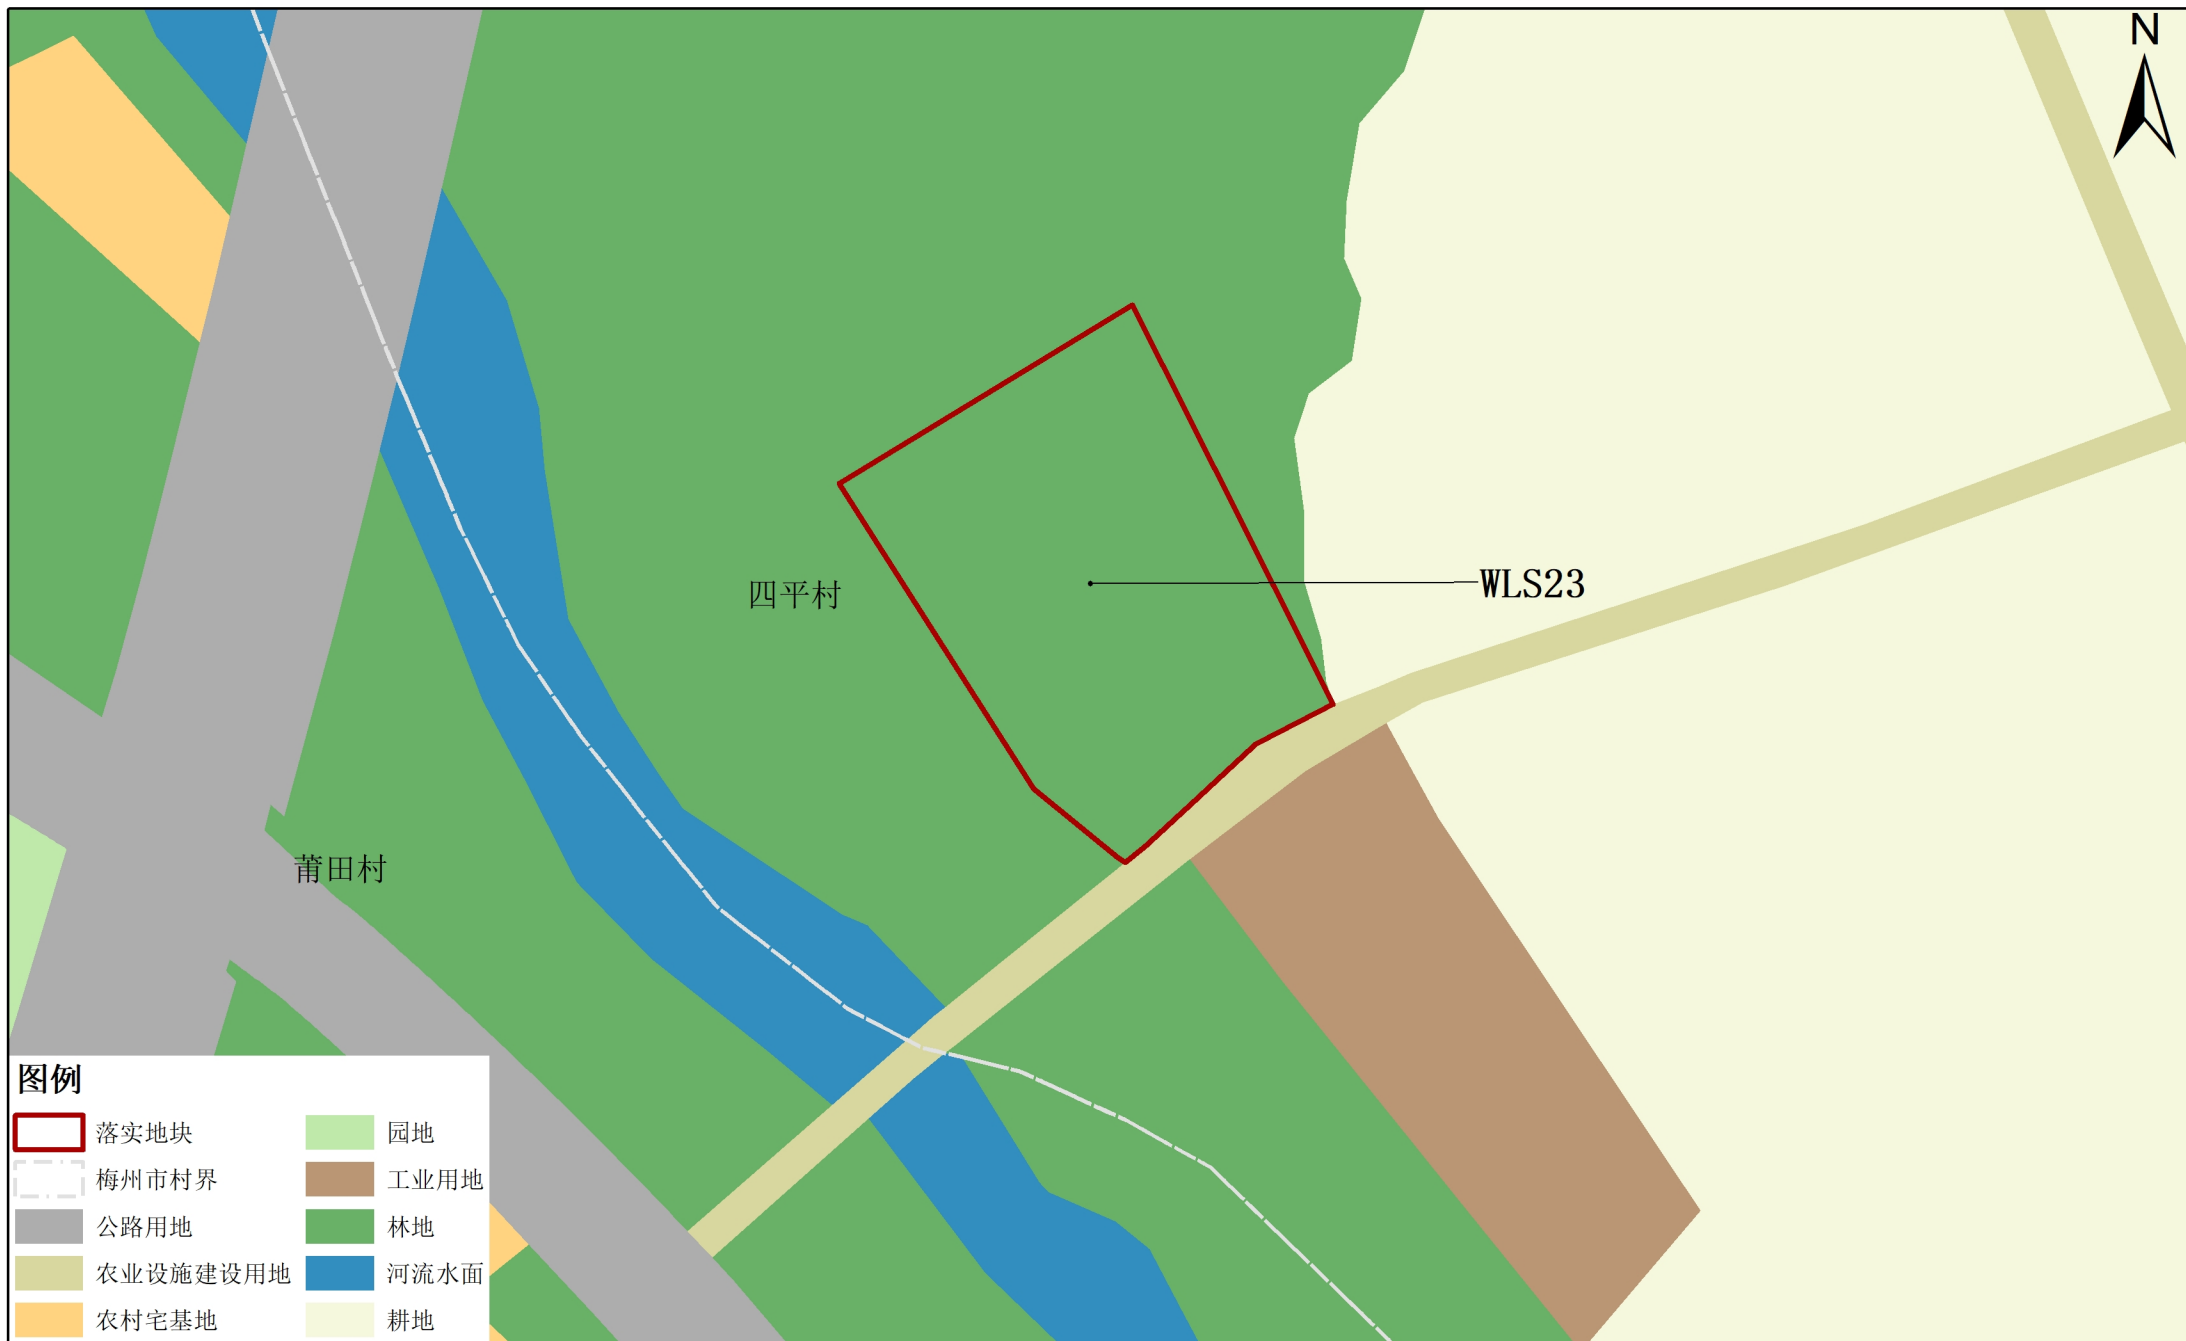 N
四平村
WLS23
莆田村
图例
落实地块
园地
梅州市村界
工业用地
公路用地
林地
农业设施建设用地
河流水面
农村宅基地
耕地